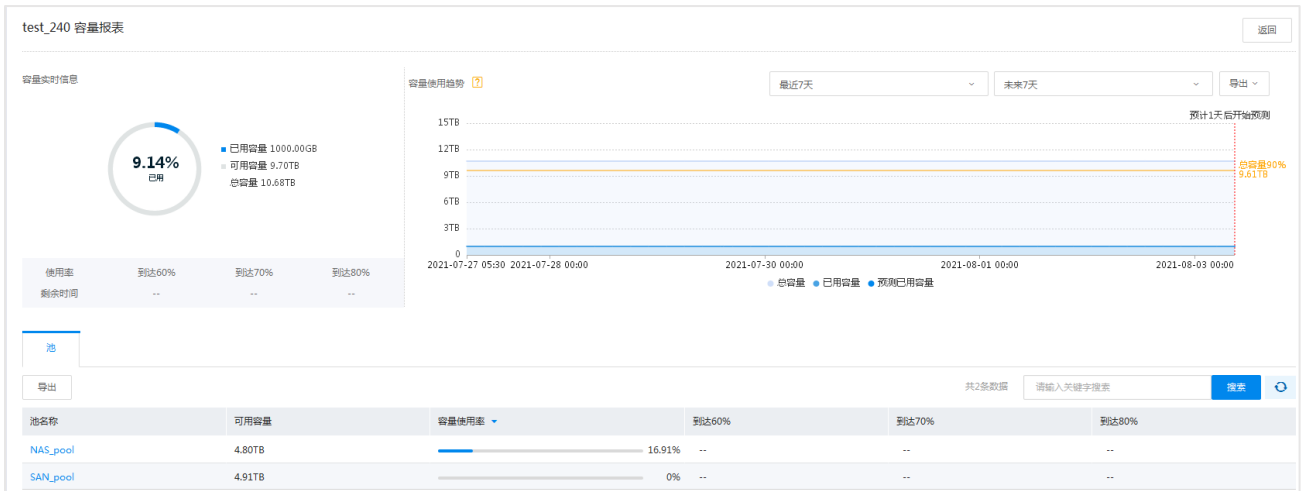 test_240 容量报表
返回
容量实时信息
9.14%
已用
已用容量 1000.00GB
可用容量 9.70TB
总容量 10.68TB
使用率 到达60% 到达70% 到达80%
剩余时间 -- -- --
容量使用趋势 ?
最近7天 未来7天 导出
预计1天后开始预测
15TB
12TB
9TB
6TB
3TB
0
总容量90%
9.61TB
2021-07-27 05:30 2021-07-28 00:00 2021-07-30 00:00 2021-08-01 00:00 2021-08-03 00:00
总容量 已用容量 预测已用容量
池
导出 共2条数据 请输入关键字搜索 搜索
池名称 可用容量 容量使用率 到达60% 到达70% 到达80%
NAS_pool 4.80TB 16.91% -- -- --
SAN_pool 4.91TB 0% -- -- --